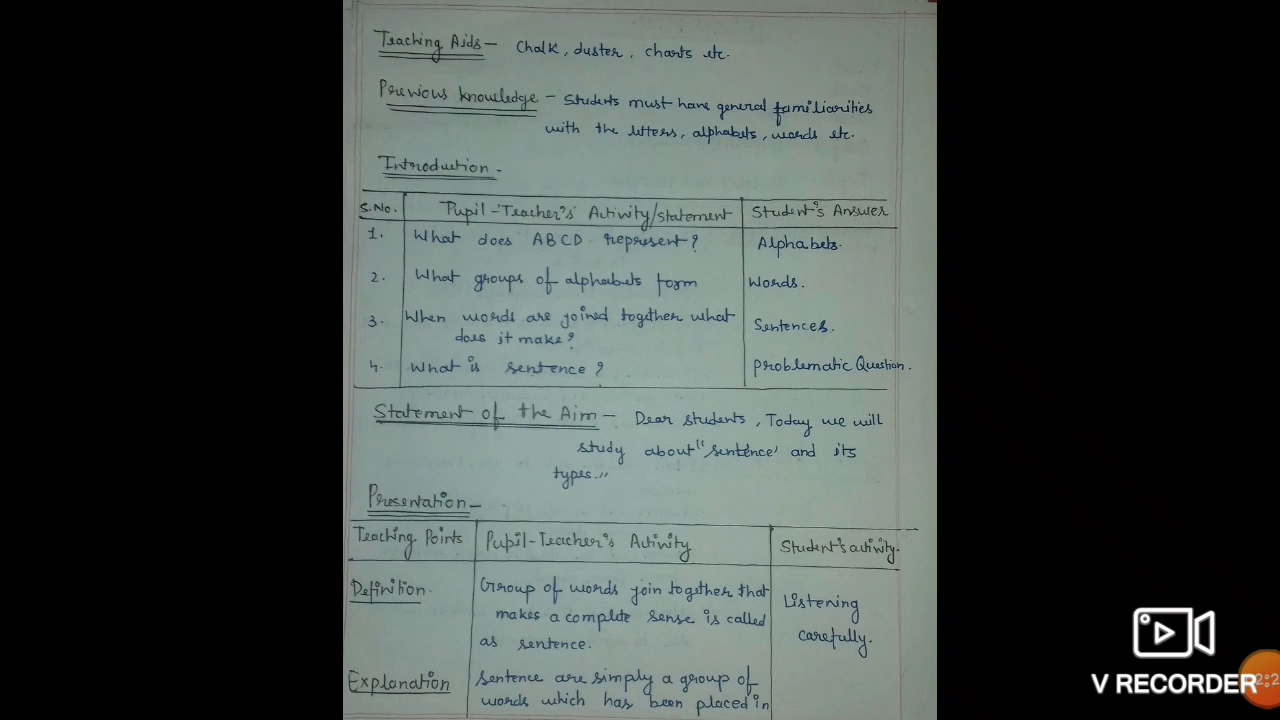 Teaching Aids - Chalk, duster, charts etc.
Previous knowledge - Students must have general familiarities
with the letters, alphabets, words etc.
Introduction -
S.No. Pupil-Teacher's Activity/statement Student's Answer
1. What does ABCD represent? Alphabets.
2. What groups of alphabets form Words.
3. When words are joined together what Sentences.
does it make?
4. What is sentence? Problematic Question.
Statement of the Aim - Dear students, Today we will
study about "sentence' and its
types."
Presentation -
Teaching Points Pupil-Teacher's Activity Student's activity.
Definition. Group of words join together that Listening
makes a complete sense is called carefully.
as sentence.
Explanation Sentence are simply a group of
words which has been placed in
V RECORDER
2:2